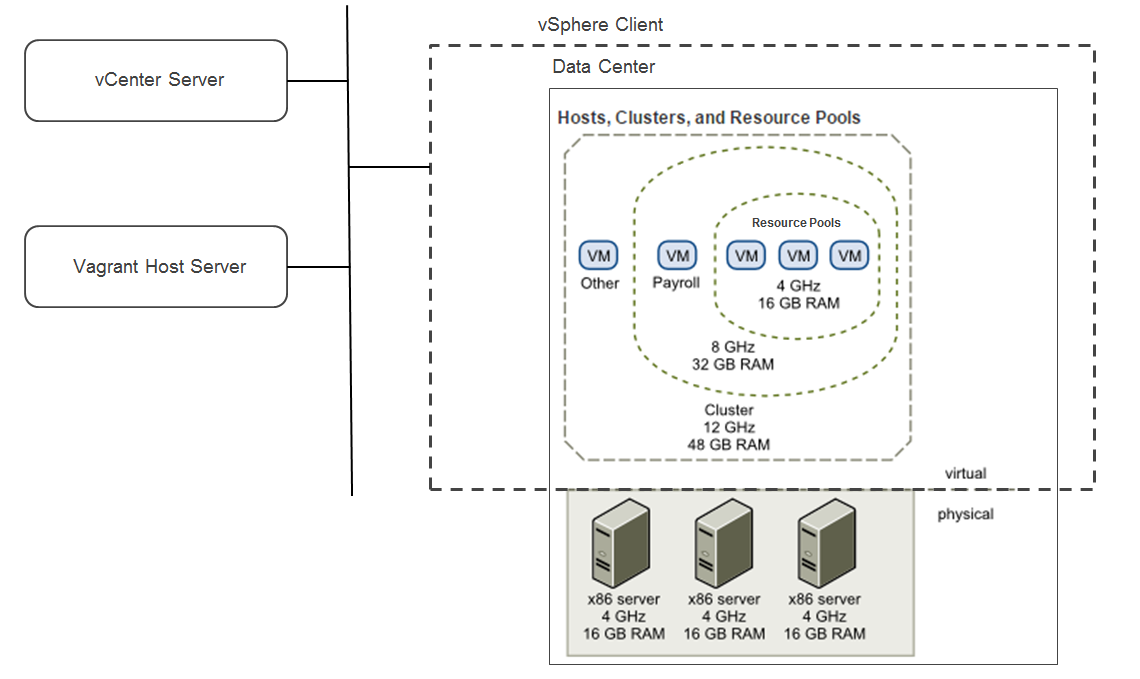 vSphere Client
vCenter Server
Data Center
Hosts, Clusters, and Resource Pools
Resource Pools
VM
VM
VM
VM
VM
Other
Payroll
4 GHz
16 GB RAM
8 GHz
32 GB RAM
Cluster
12 GHz
48 GB RAM
Vagrant Host Server
virtual
physical
x86 server
4 GHz
16 GB RAM
x86 server
4 GHz
16 GB RAM
x86 server
4 GHz
16 GB RAM